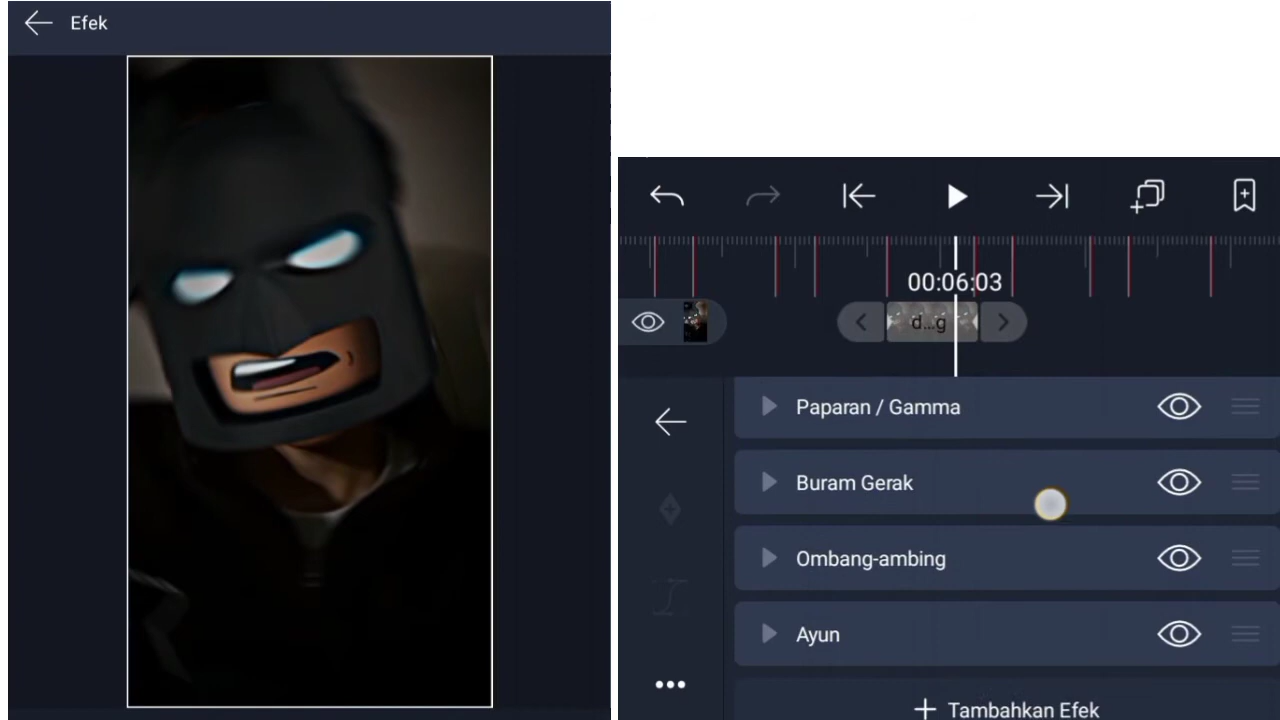 Efek
00:06:03
d...g
Paparan / Gamma
Buram Gerak
Ombang-ambing
Ayun
+ Tambahkan Efek